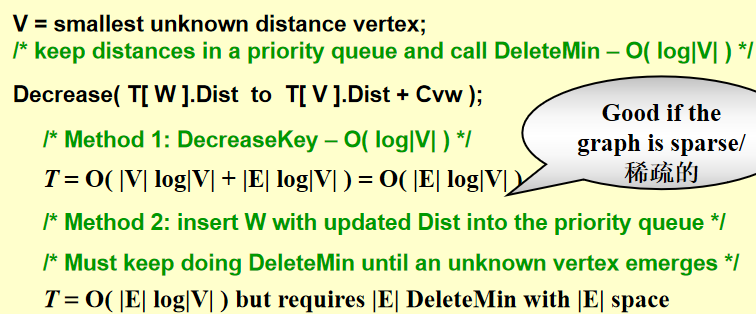 V = smallest unknown distance vertex;
/* keep distances in a priority queue and call DeleteMin – O( log|V| ) */
Decrease( T[ W ].Dist to T[ V ].Dist + Cvw );
/* Method 1: DecreaseKey – O( log|V| ) */
T = O( |V| log|V| + |E| log|V| ) = O( |E| log|V| )
Good if the
graph is sparse/
稀疏的
/* Method 2: insert W with updated Dist into the priority queue */
/* Must keep doing DeleteMin until an unknown vertex emerges */
T = O( |E| log|V| ) but requires |E| DeleteMin with |E| space